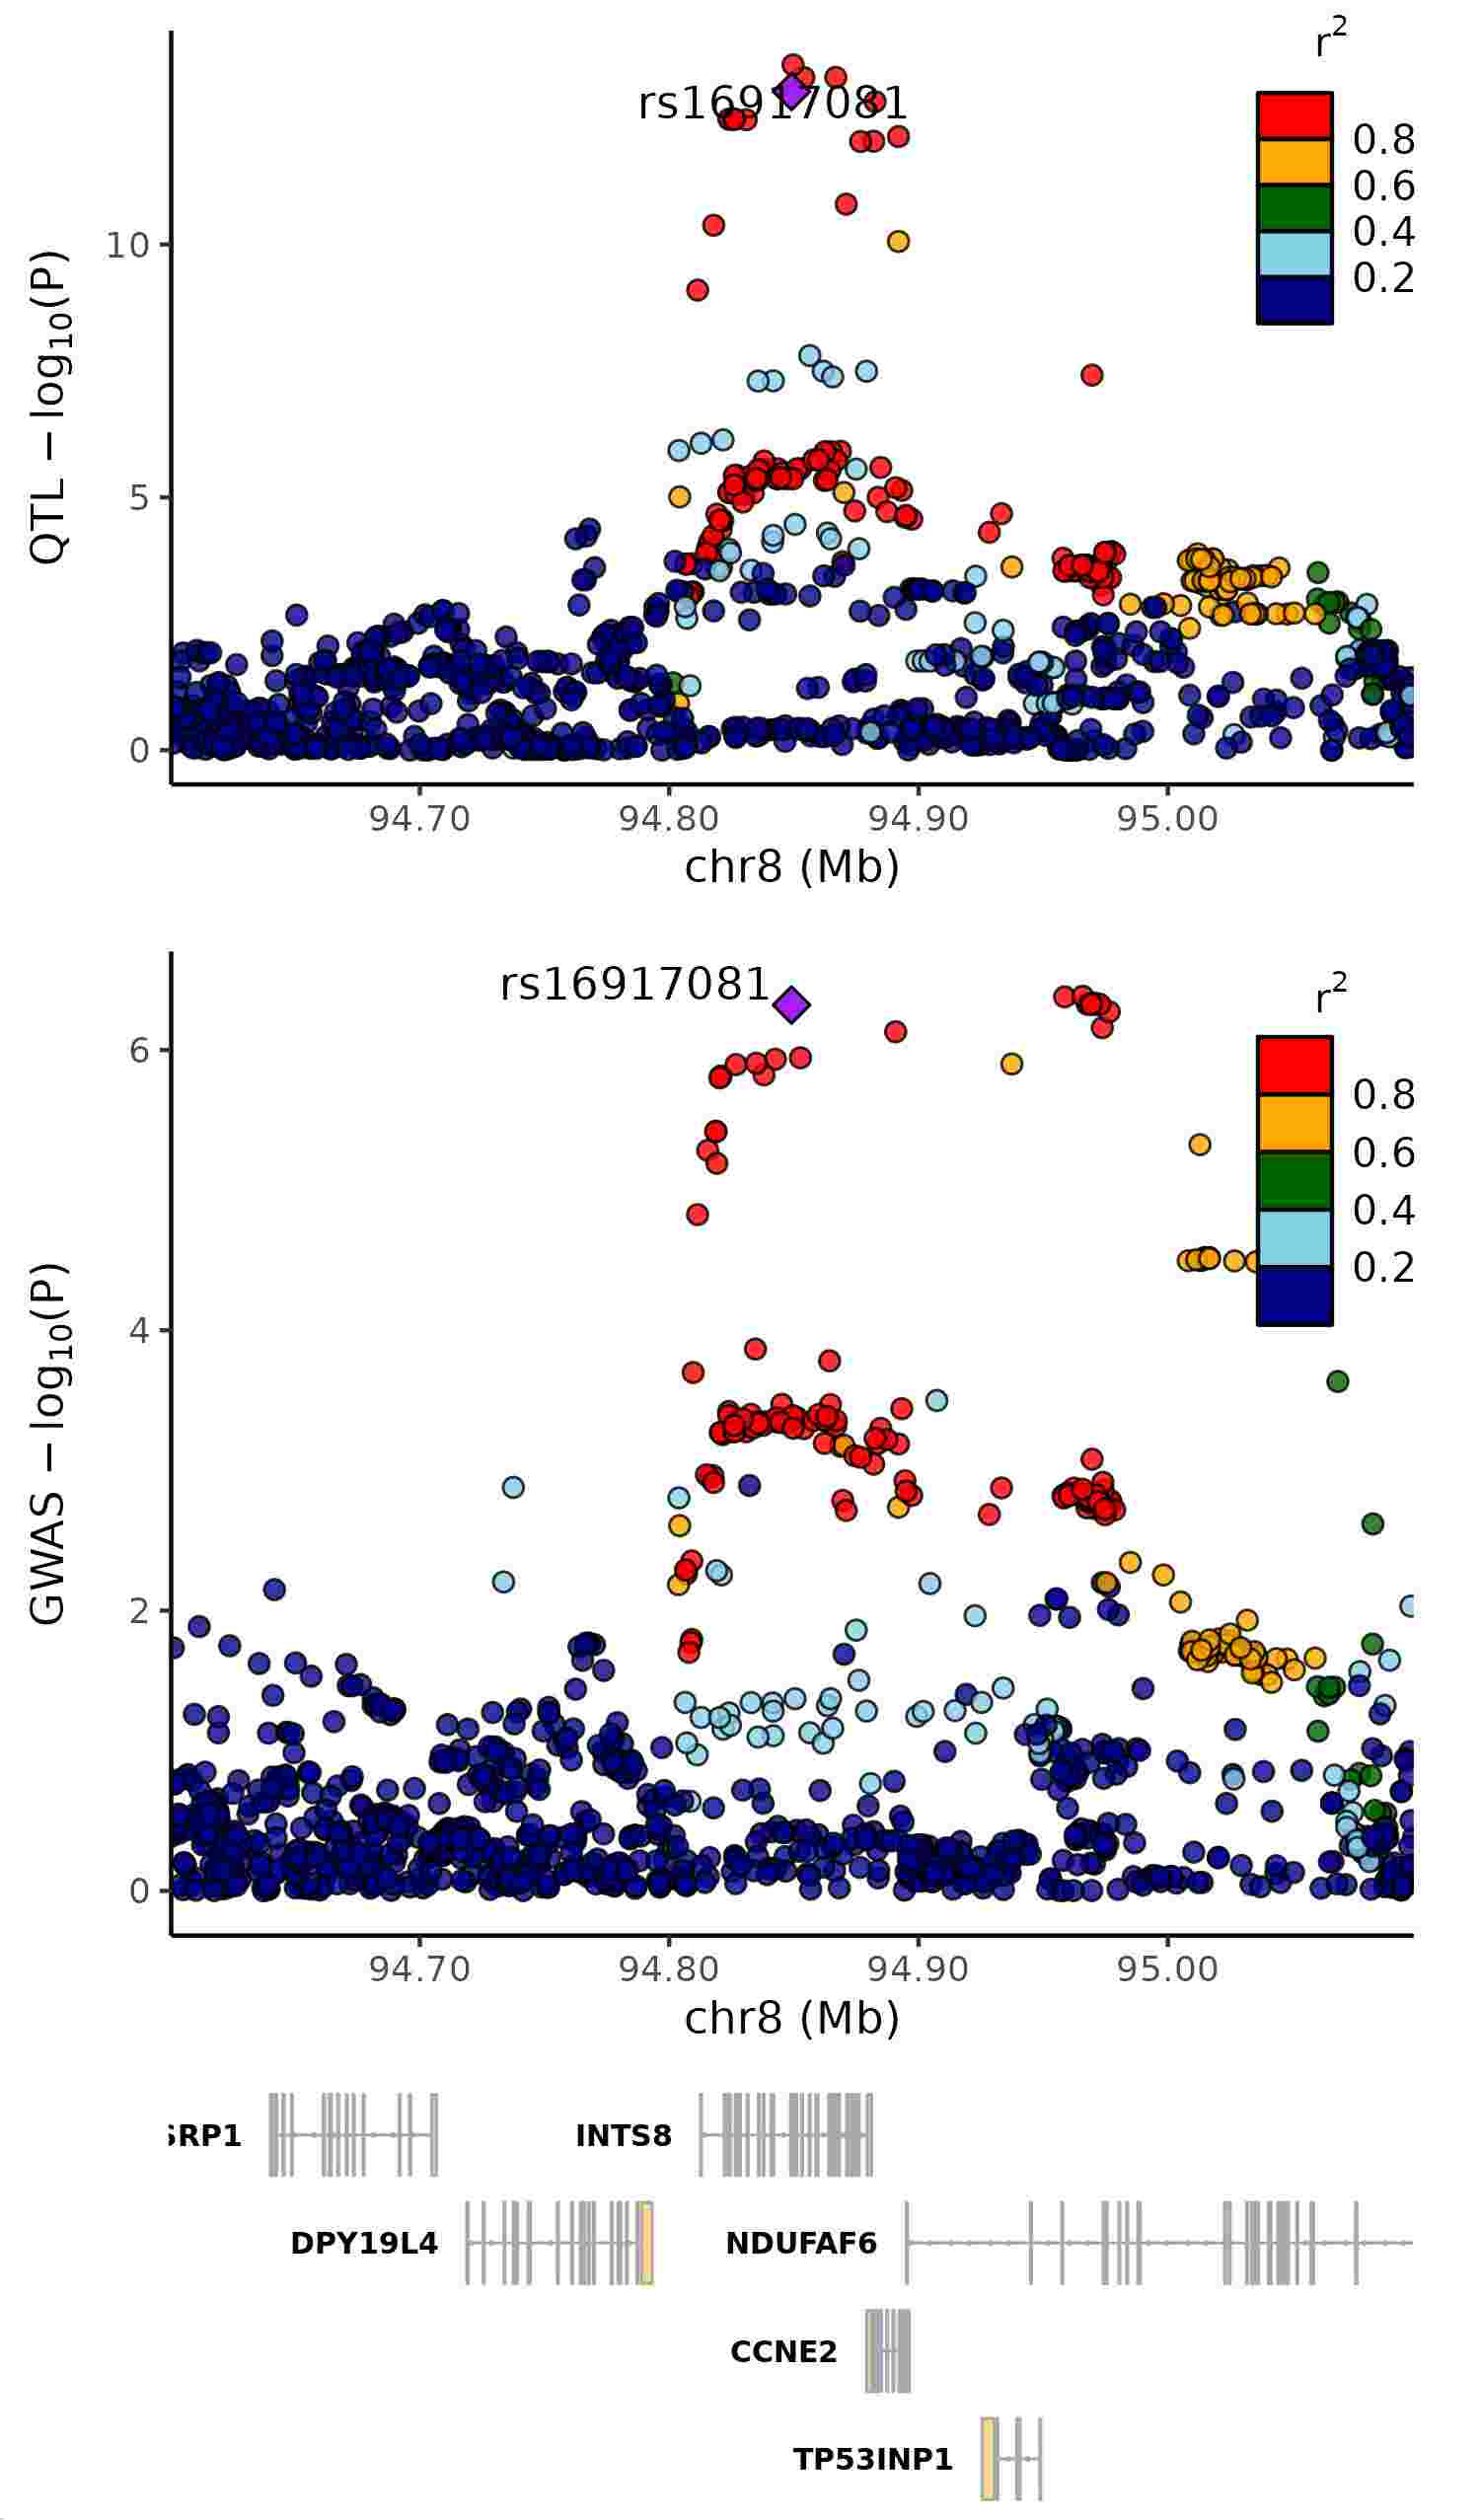 r²
rs16917081
0.8
0.6
0.4
0.2
10
5
0
QTL − log₁₀(P)
94.70 94.80 94.90 95.00
chr8 (Mb)
rs16917081
r²
0.8
0.6
0.4
0.2
6
4
2
0
GWAS − log₁₀(P)
94.70 94.80 94.90 95.00
chr8 (Mb)
SRP1 INTS8
DPY19L4 NDUFAF6
CCNE2
TP53INP1